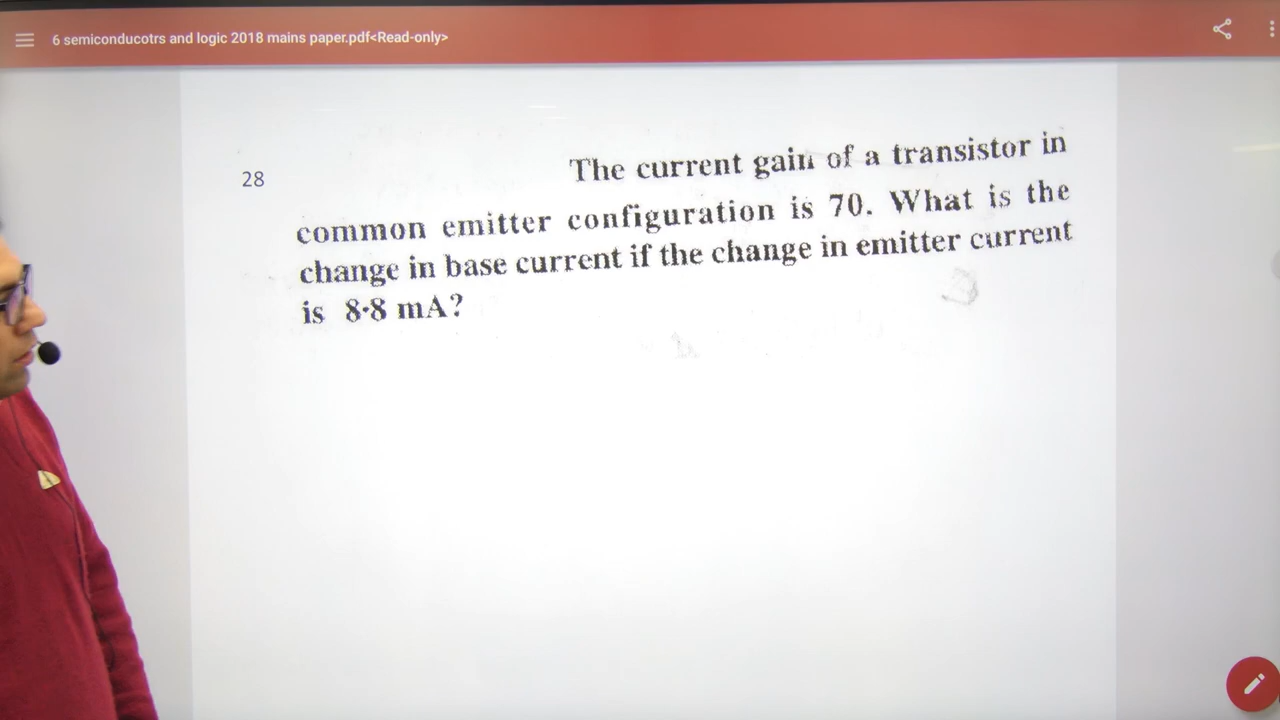 6 semiconducotrs and logic 2018 mains paper.pdf<Read-only>
28
The current gain of a transistor in
common emitter configuration is 70. What is the
change in base current if the change in emitter current
is 8·8 mA?